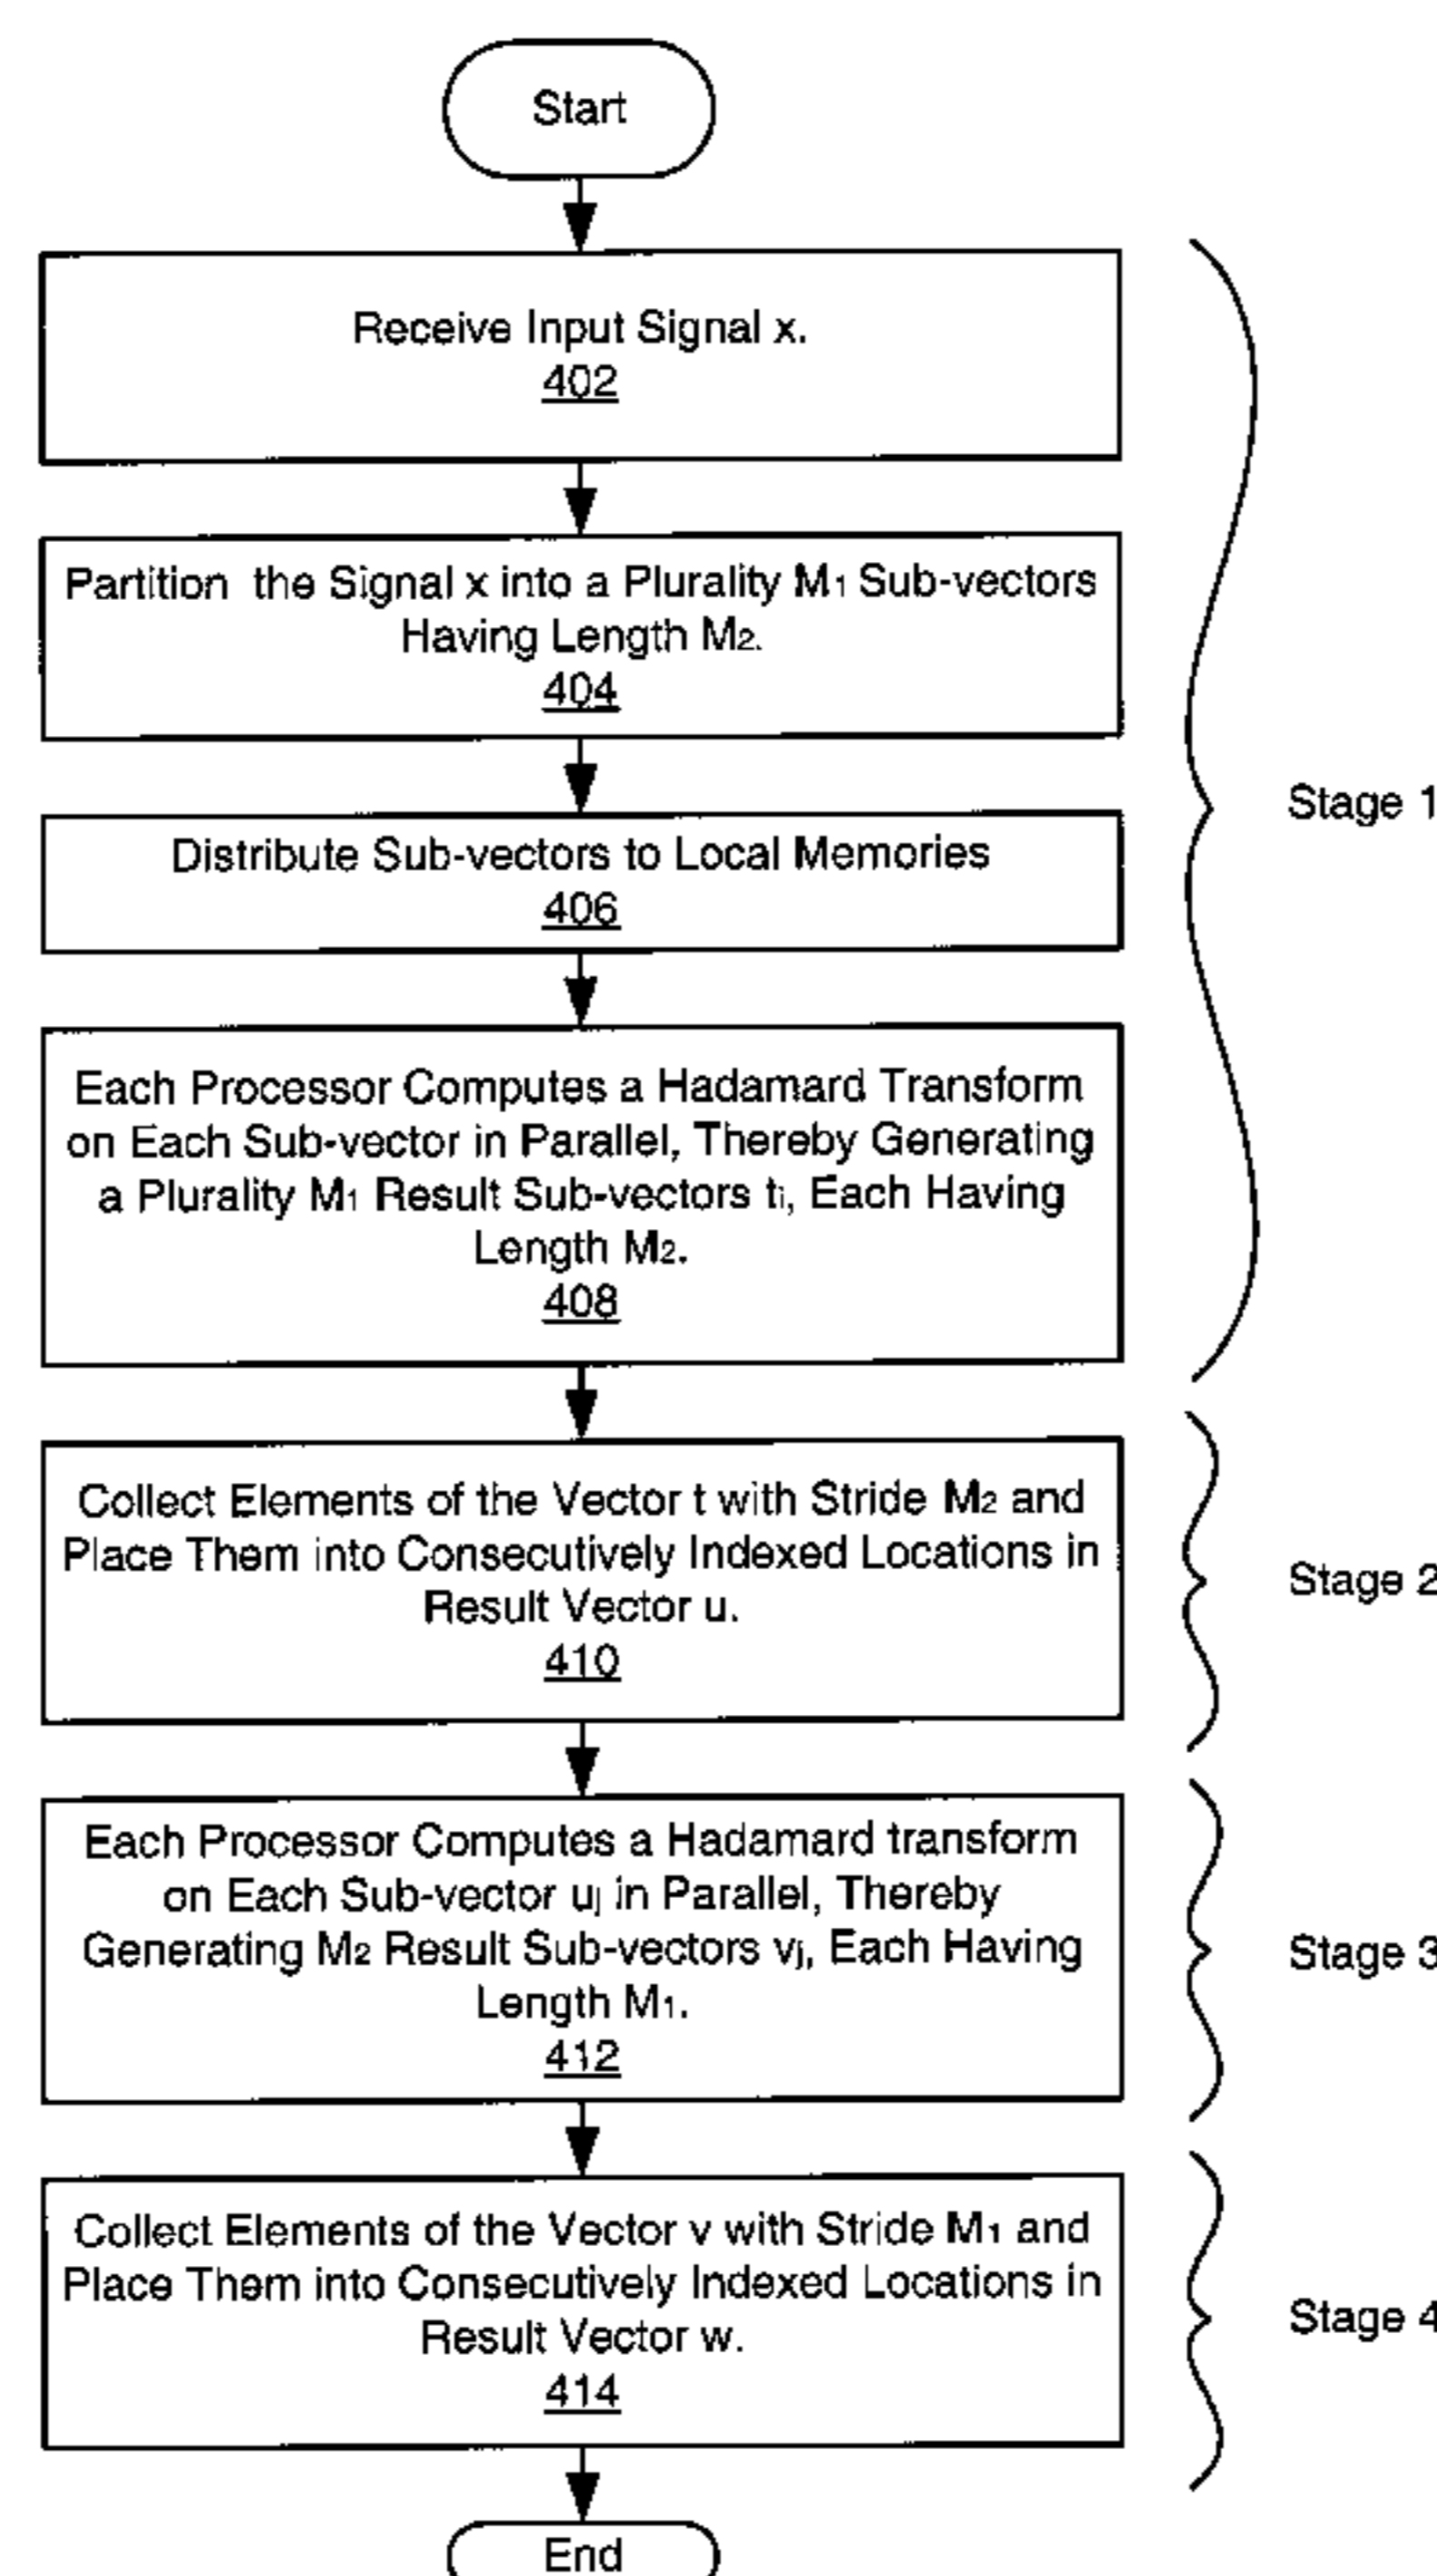 Start
Receive Input Signal x.
402
Partition the Signal x into a Plurality M1 Sub-vectors
Having Length M2.
404
Distribute Sub-vectors to Local Memories
406
Each Processor Computes a Hadamard Transform
on Each Sub-vector in Parallel, Thereby Generating
a Plurality M1 Result Sub-vectors ti, Each Having
Length M2.
408
Stage 1
Collect Elements of the Vector t with Stride M2 and
Place Them into Consecutively Indexed Locations in
Result Vector u.
410
Stage 2
Each Processor Computes a Hadamard transform
on Each Sub-vector uj in Parallel, Thereby
Generating M2 Result Sub-vectors vj, Each Having
Length M1.
412
Stage 3
Collect Elements of the Vector v with Stride M1 and
Place Them into Consecutively Indexed Locations in
Result Vector w.
414
Stage 4
End